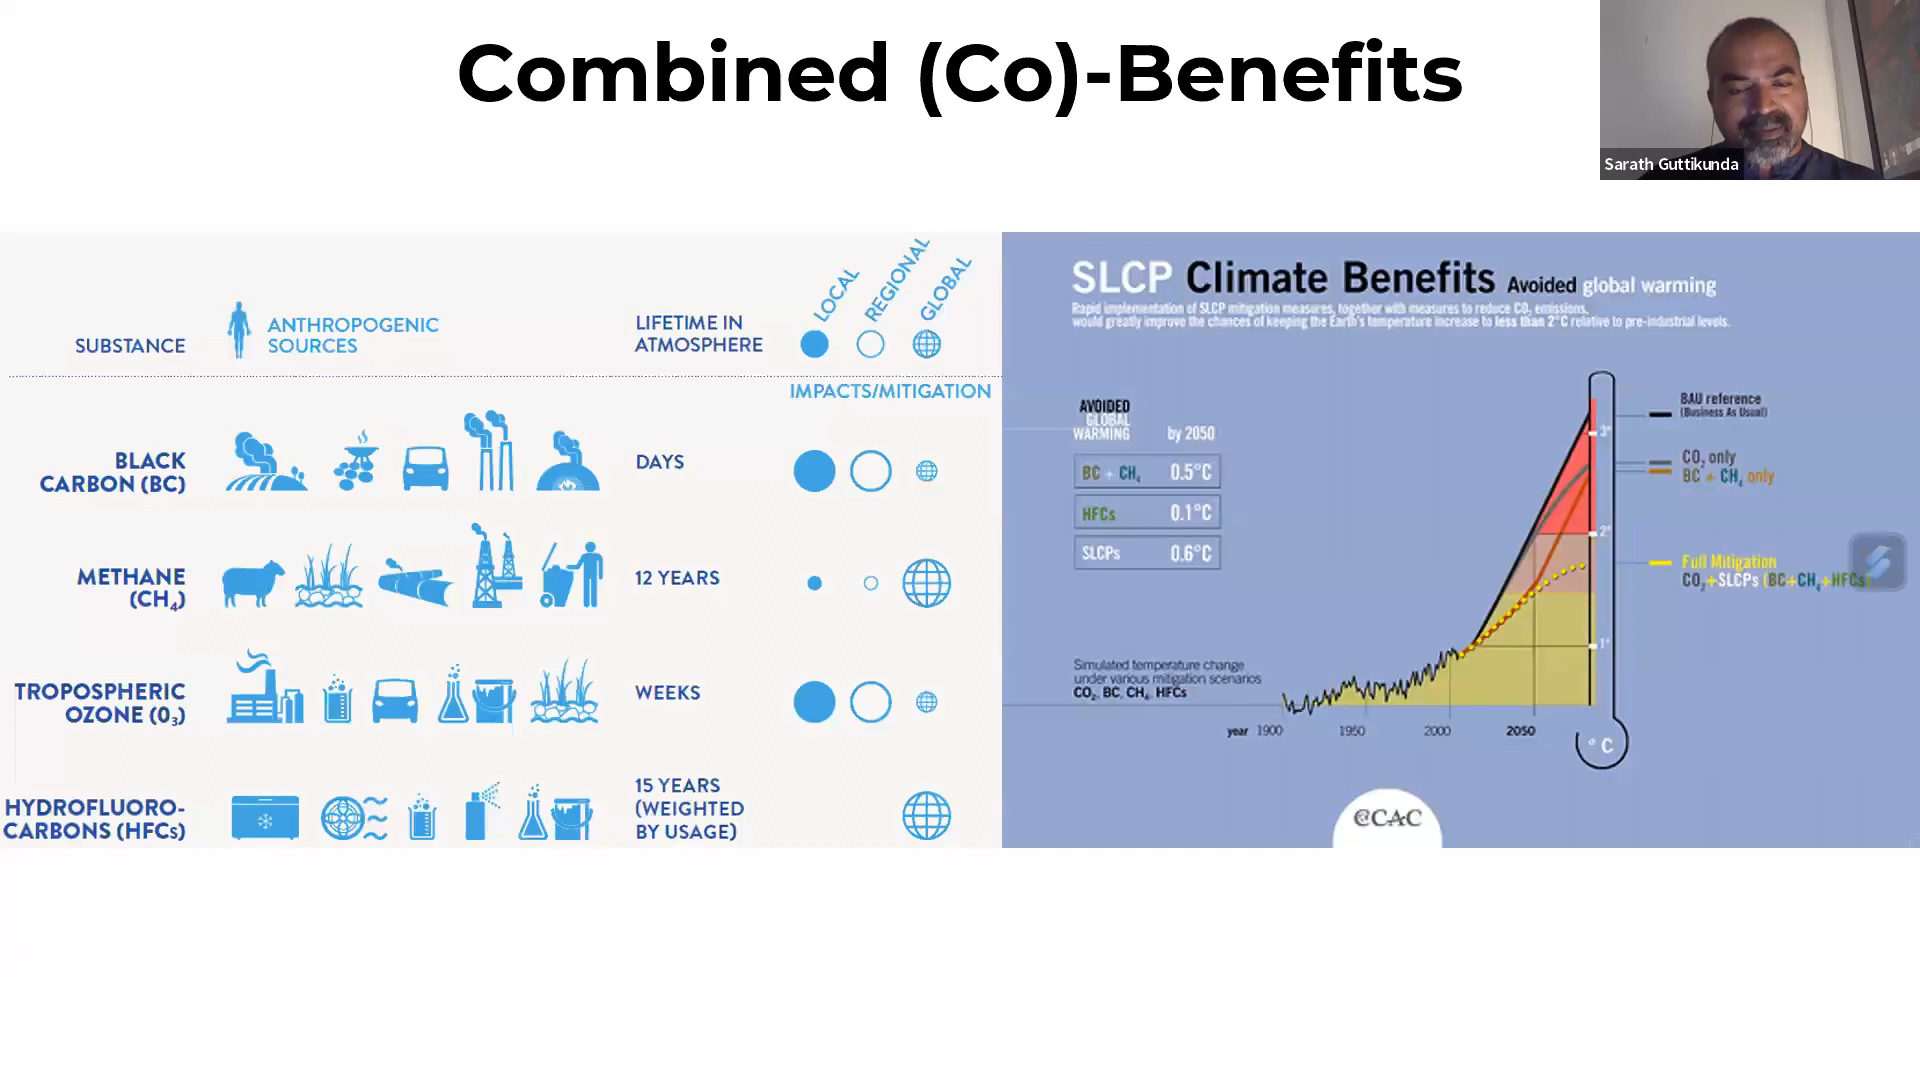 Combined (Co)-Benefits
Sarath Guttikunda
SUBSTANCE
ANTHROPOGENIC
SOURCES
LIFETIME IN
ATMOSPHERE
LOCAL
REGIONAL
GLOBAL
IMPACTS/MITIGATION
BLACK
CARBON (BC)
DAYS
METHANE
(CH₄)
12 YEARS
TROPOSPHERIC
OZONE (0₃)
WEEKS
HYDROFLUORO-
CARBONS (HFCs)
15 YEARS
(WEIGHTED
BY USAGE)
SLCP Climate Benefits Avoided global warming
Rapid implementation of SLCP mitigation measures, together with measures to reduce CO₂ emissions,
would greatly improve the chances of keeping the Earth's temperature increase to less than 2°C relative to pre-industrial levels.
AVOIDED
GLOBAL
WARMING by 2050
BC + CH₄ 0.5°C
HFCs 0.1°C
SLCPs 0.6°C
BAU reference
(Business As Usual)
3°
CO₂ only
BC + CH₄ only
2°
Full Mitigation
CO₂+SLCPs (BC+CH₄+HFCs)
1°
Simulated temperature change
under various mitigation scenarios
CO₂, BC, CH₄, HFCs
year 1900 1950 2000 2050
° C
CCAC